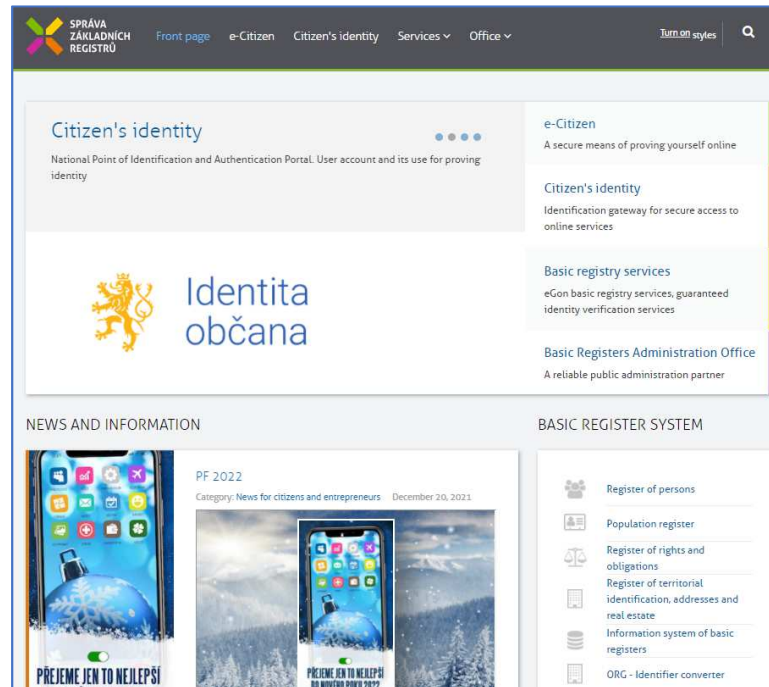 SPRÁVA
ZÁKLADNÍCH
REGISTRŮ
Front page e-Citizen Citizen's identity Services Office
Turn on styles
Citizen's identity
National Point of Identification and Authentication Portal. User account and its use for proving
identity
Identita
občana
e-Citizen
A secure means of proving yourself online
Citizen's identity
Identification gateway for secure access to
online services
Basic registry services
eGon basic registry services, guaranteed
identity verification services
Basic Registers Administration Office
A reliable public administration partner
NEWS AND INFORMATION
PŘEJEME JEN TO NEJLEPŠÍ
PF 2022
Category: News for citizens and entrepreneurs December 20, 2021
PŘEJEME JEN TO NEJLEPŠÍ
DO NOVÉHO ROKU 2022
BASIC REGISTER SYSTEM
Register of persons
Population register
Register of rights and
obligations
Register of territorial
identification, addresses and
real estate
Information system of basic
registers
ORG - Identifier converter